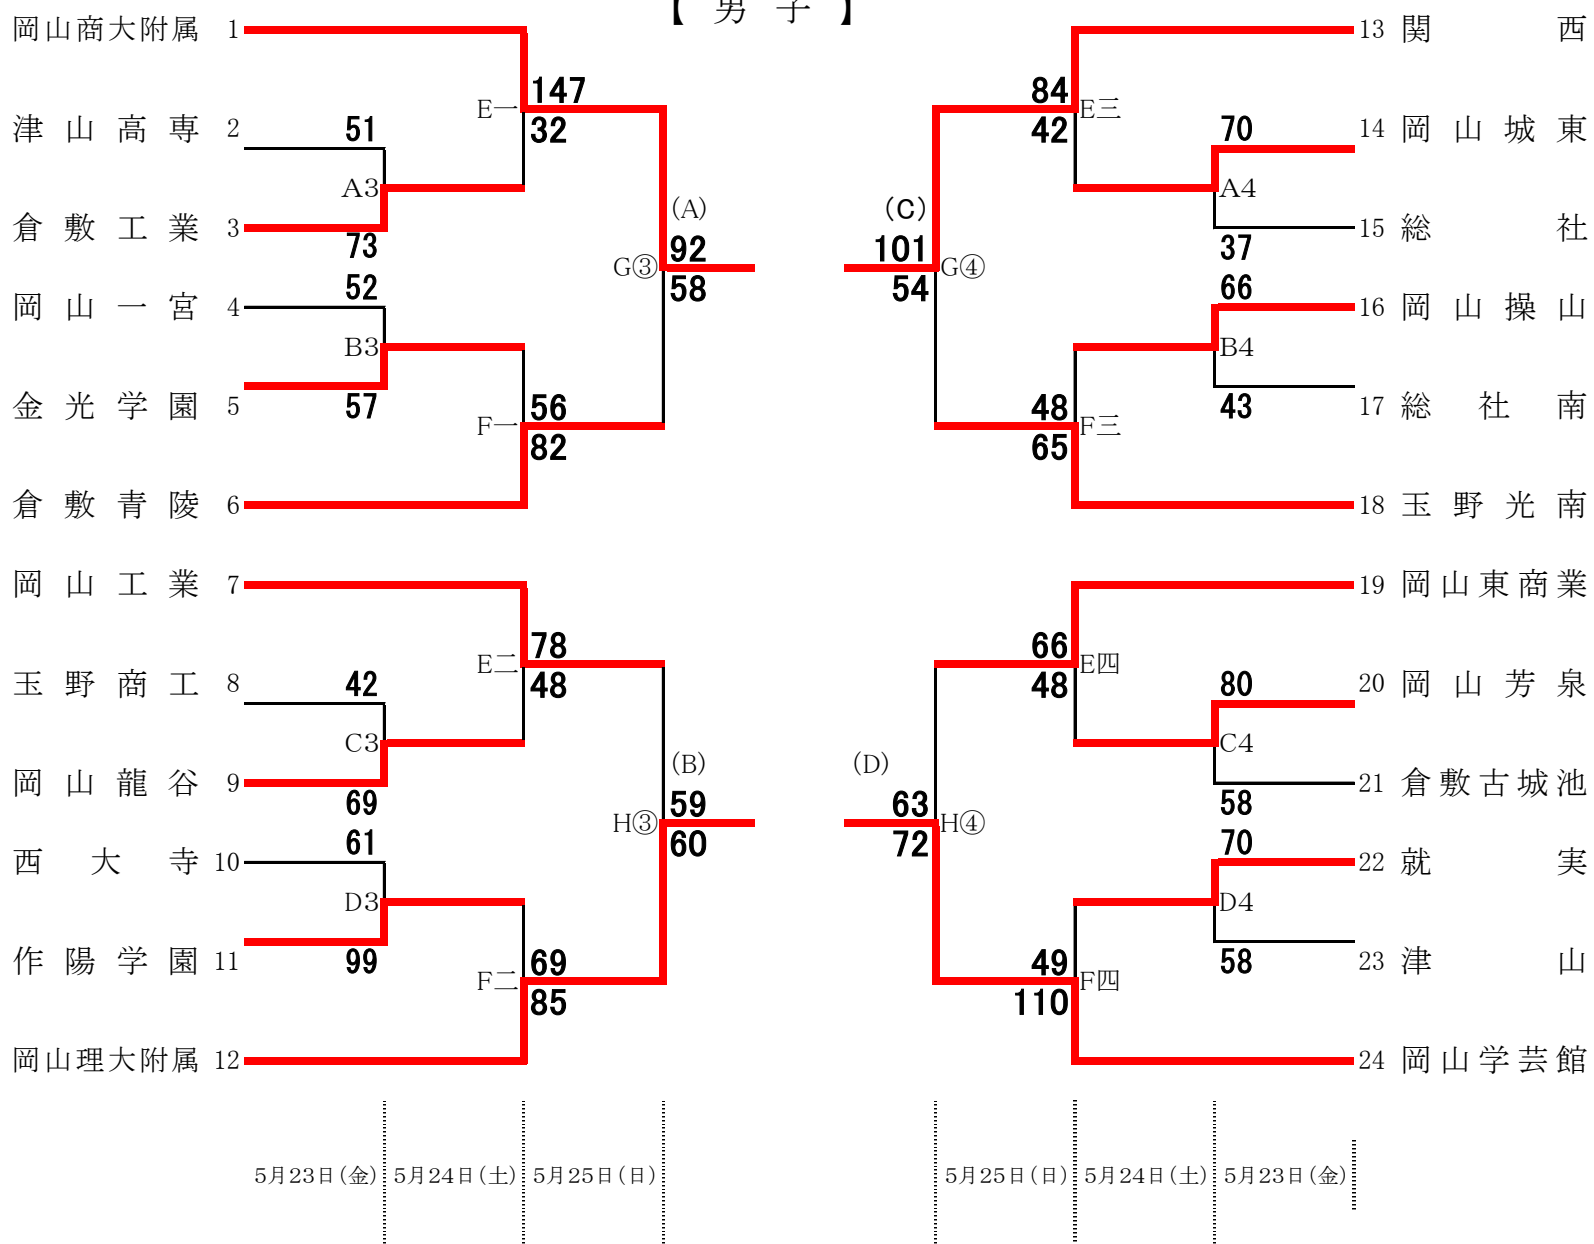 【 男 子 】
岡山商大附属 1
147
E一
32
津山高専 2
51
A3
倉敷工業 3
73
(A)
92
G③
58
岡山一宮 4
52
B3
金光学園 5
57
56
F一
82
倉敷青陵 6
岡山工業 7
78
E二
48
玉野商工 8
42
C3
岡山龍谷 9
69
(B)
59
H③
60
西大寺 10
61
D3
作陽学園 11
99
69
F二
85
岡山理大附属 12
13 関西
84
E三
42
14 岡山城東
70
A4
15 総社
37
(C)
101
G④
54
16 岡山操山
66
B4
17 総社南
43
48
F三
65
18 玉野光南
19 岡山東商業
66
E四
48
20 岡山芳泉
80
C4
21 倉敷古城池
58
(D)
63
H④
72
22 就実
70
D4
23 津山
58
49
F四
110
24 岡山学芸館
5月23日(金) 5月24日(土) 5月25日(日) 5月25日(日) 5月24日(土) 5月23日(金)